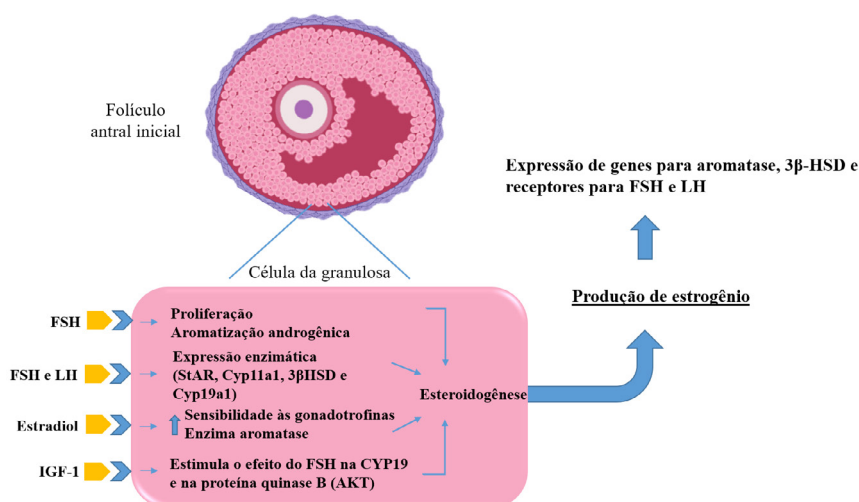 Folículo
antral inicial
Expressão de genes para aromatase, 3β-HSD e
receptores para FSH e LH
Célula da granulosa
Produção de estrogênio
FSH
Proliferação
Aromatização androgênica
FSH e LH
Expressão enzimática
(StAR, Cyp11a1, 3βHSD e
Cyp19a1)
Esteroidogênese
Estradiol
Sensibilidade às gonadotrofinas
Enzima aromatase
IGF-1
Estimula o efeito do FSH na CYP19
e na proteína quinase B (AKT)